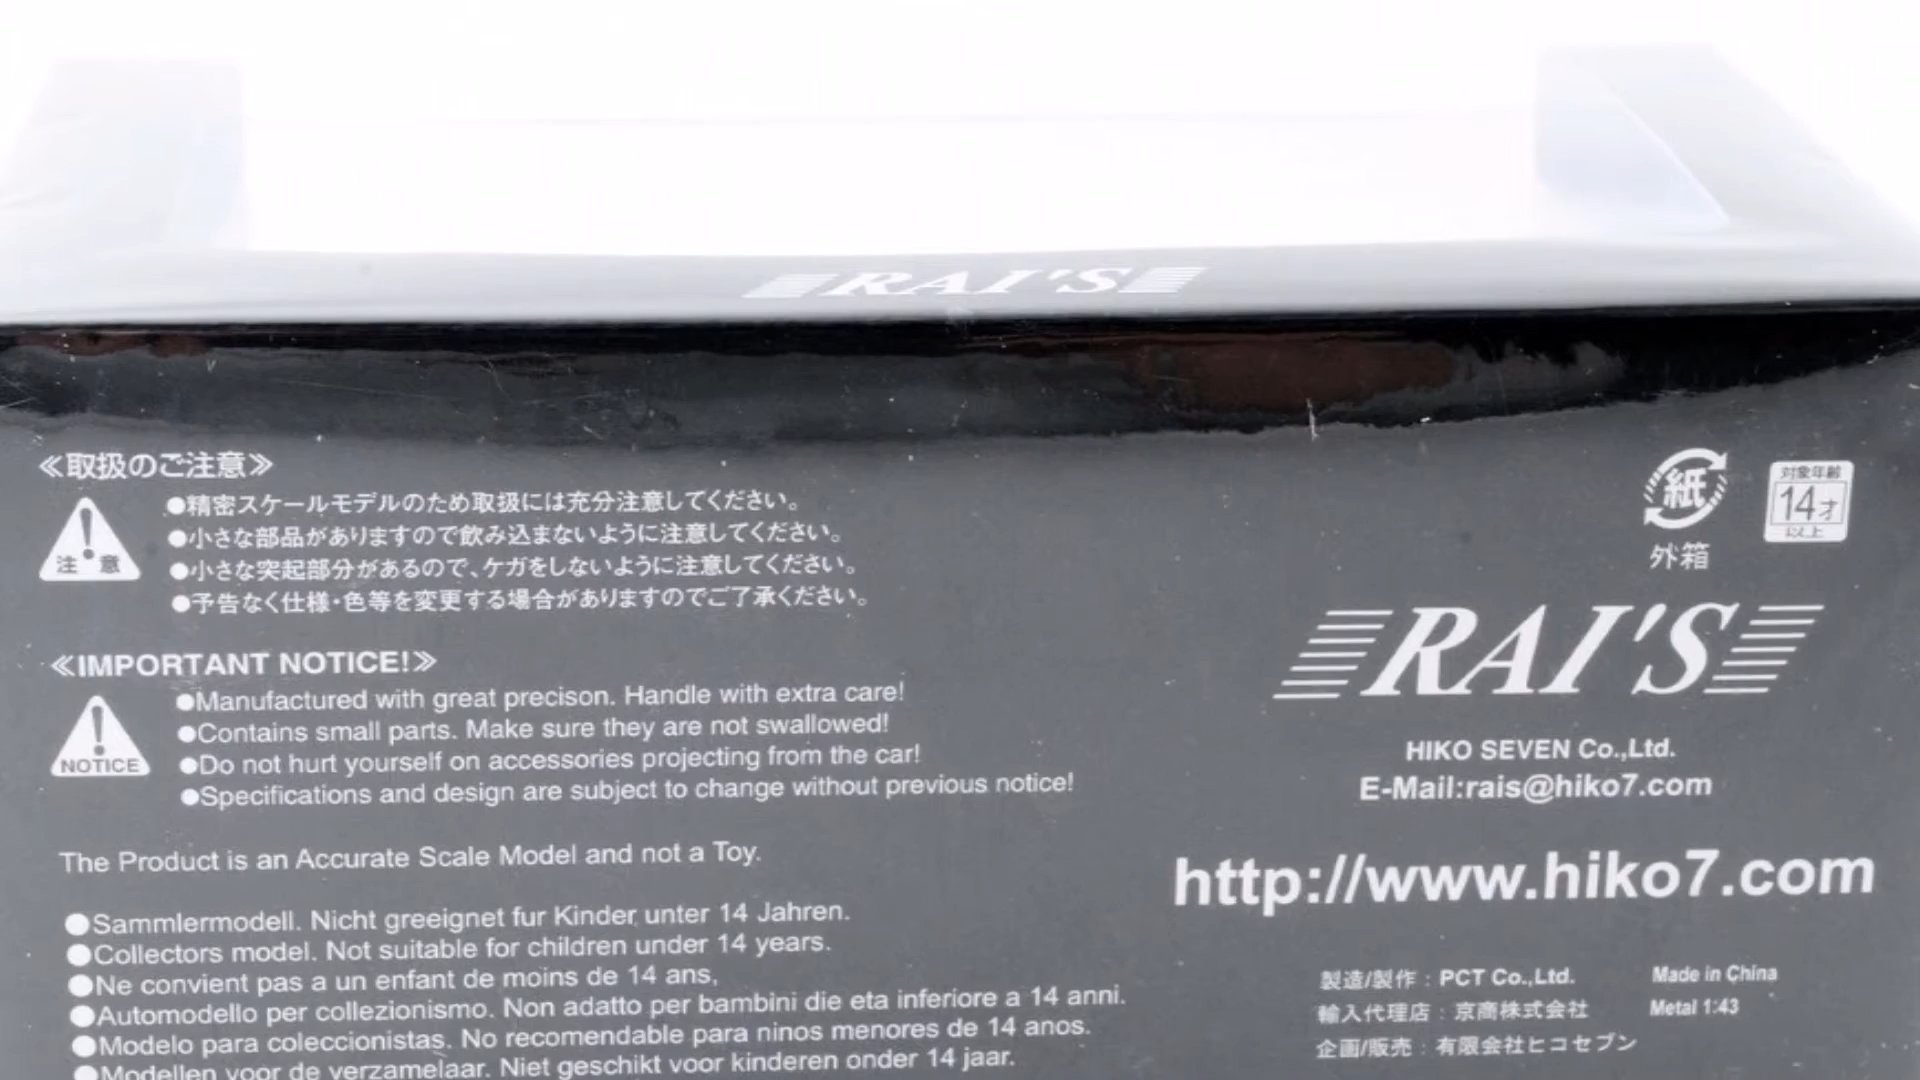 RAI'S
≪取扱のご注意≫
注意
●精密スケールモデルのため取扱には充分注意してください。
●小さな部品がありますので飲み込まないように注意してください。
●小さな突起部分があるので、ケガをしないように注意してください。
●予告なく仕様・色等を変更する場合がありますのでご了承ください。
≪IMPORTANT NOTICE!≫
NOTICE
●Manufactured with great precison. Handle with extra care!
●Contains small parts. Make sure they are not swallowed!
●Do not hurt yourself on accessories projecting from the car!
●Specifications and design are subject to change without previous notice!
The Product is an Accurate Scale Model and not a Toy.
●Sammlermodell. Nicht greeignet fur Kinder unter 14 Jahren.
●Collectors model. Not suitable for children under 14 years.
●Ne convient pas a un enfant de moins de 14 ans,
●Automodello per collezionismo. Non adatto per bambini die eta inferiore a 14 anni.
●Modelo para coleccionistas. No recomendable para ninos menores de 14 anos.
●Modellen voor de verzamelaar. Niet geschikt voor kinderen onder 14 jaar.
紙
外箱
対象年齢
14才
以上
RAI'S
HIKO SEVEN Co.,Ltd.
E-Mail:rais@hiko7.com
http://www.hiko7.com
製造/製作：PCT Co.,Ltd.
輸入代理店：京商株式会社
企画/販売：有限会社ヒコセブン
Made in China
Metal 1:43